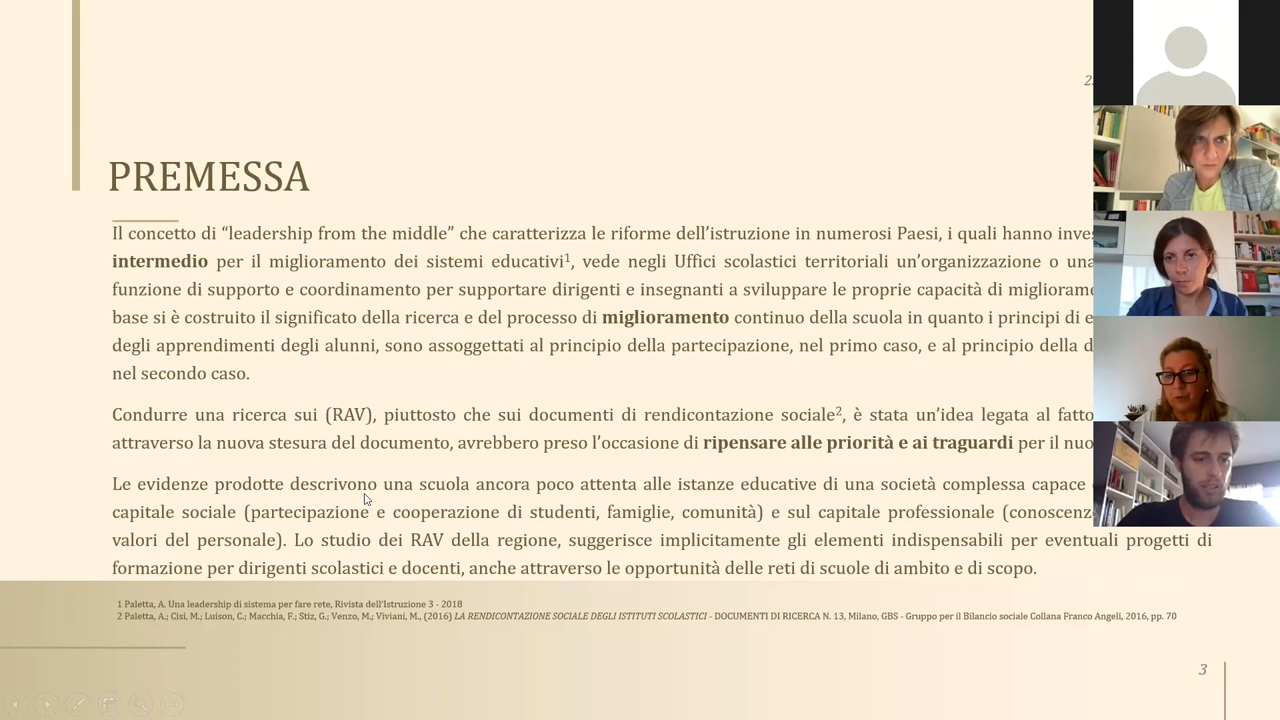 PREMESSA
Il concetto di “leadership from the middle” che caratterizza le riforme dell’istruzione in numerosi Paesi, i quali hanno
intermedio per il miglioramento dei sistemi educativi¹, vede negli Uffici scolastici territoriali un’organizzazione o una
funzione di supporto e coordinamento per supportare dirigenti e insegnanti a sviluppare le proprie capacità di
base si è costruito il significato della ricerca e del processo di miglioramento continuo della scuola in quanto i principi di
degli apprendimenti degli alunni, sono assoggettati al principio della partecipazione, nel primo caso, e al principio della
nel secondo caso.
Condurre una ricerca sui (RAV), piuttosto che sui documenti di rendicontazione sociale², è stata un’idea legata al fatto
attraverso la nuova stesura del documento, avrebbero preso l’occasione di ripensare alle priorità e ai traguardi per il
Le evidenze prodotte descrivono una scuola ancora poco attenta alle istanze educative di una società complessa capace
capitale sociale (partecipazione e cooperazione di studenti, famiglie, comunità) e sul capitale professionale
valori del personale). Lo studio dei RAV della regione, suggerisce implicitamente gli elementi indispensabili per eventuali progetti di
formazione per dirigenti scolastici e docenti, anche attraverso le opportunità delle reti di scuole di ambito e di scopo.
1 Paletta, A. Una leadership di sistema per fare rete, Rivista dell’Istruzione 3 - 2018
2 Paletta, A.; Cisi, M.; Luison, C.; Macchia, F.; Stiz, G.; Venzo, M.; Viviani, M., (2016) LA RENDICONTAZIONE SOCIALE DEGLI ISTITUTI SCOLASTICI - DOCUMENTI DI RICERCA N. 13, Milano, GBS - Gruppo per il Bilancio sociale Collana Franco Angeli, 2016, pp. 70
3